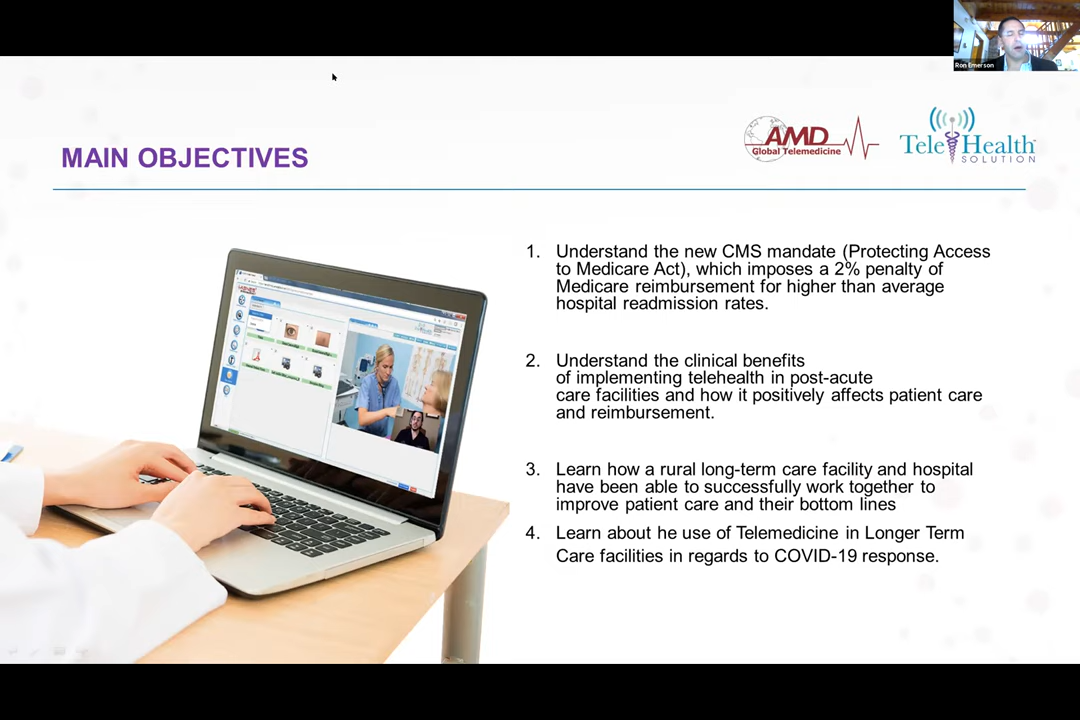 Ron Emerson
MAIN OBJECTIVES
AMD
Global Telemedicine
TeleHealth
SOLUTION
1. Understand the new CMS mandate (Protecting Access
to Medicare Act), which imposes a 2% penalty of
Medicare reimbursement for higher than average
hospital readmission rates.
2. Understand the clinical benefits
of implementing telehealth in post-acute
care facilities and how it positively affects patient care
and reimbursement.
3. Learn how a rural long-term care facility and hospital
have been able to successfully work together to
improve patient care and their bottom lines
4. Learn about he use of Telemedicine in Longer Term
Care facilities in regards to COVID-19 response.